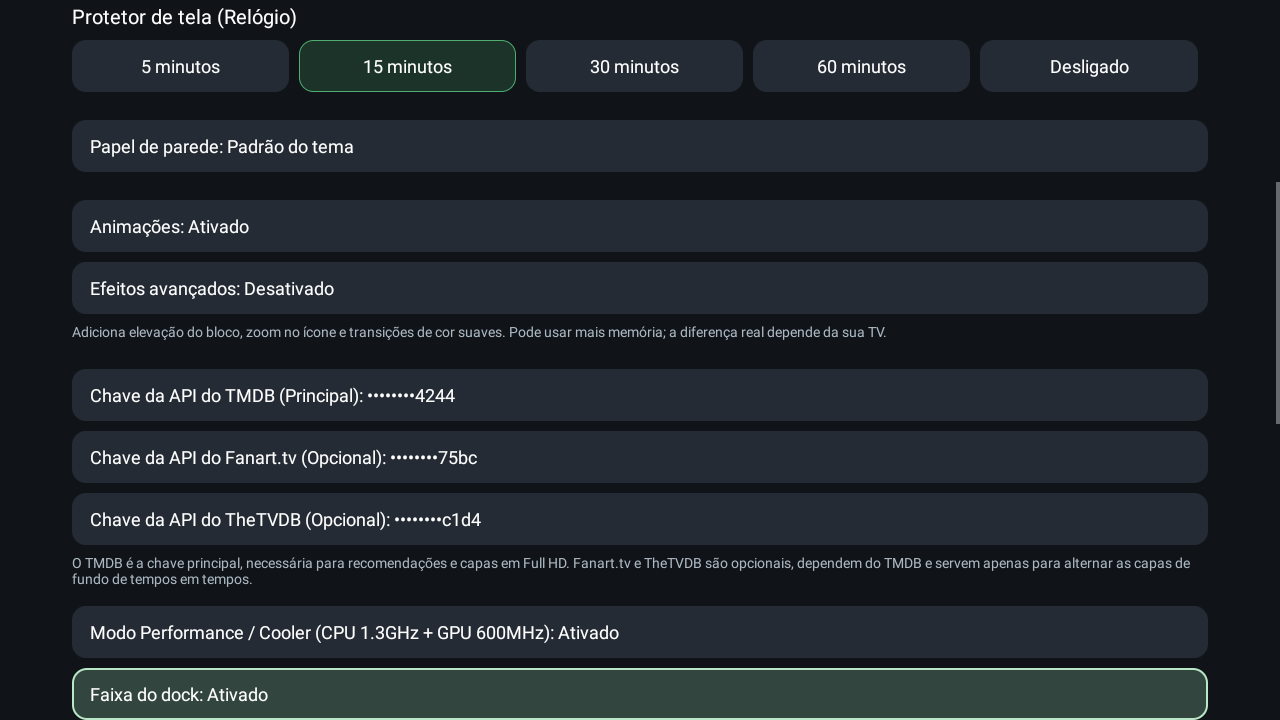 Protetor de tela (Relógio)
5 minutos
15 minutos
30 minutos
60 minutos
Desligado
Papel de parede: Padrão do tema
Animações: Ativado
Efeitos avançados: Desativado
Adiciona elevação do bloco, zoom no ícone e transições de cor suaves. Pode usar mais memória; a diferença real depende da sua TV.
Chave da API do TMDB (Principal): ••••••••4244
Chave da API do Fanart.tv (Opcional): ••••••••75bc
Chave da API do TheTVDB (Opcional): ••••••••c1d4
O TMDB é a chave principal, necessária para recomendações e capas em Full HD. Fanart.tv e TheTVDB são opcionais, dependem do TMDB e servem apenas para alternar as capas de
fundo de tempos em tempos.
Modo Performance / Cooler (CPU 1.3GHz + GPU 600MHz): Ativado
Faixa do dock: Ativado